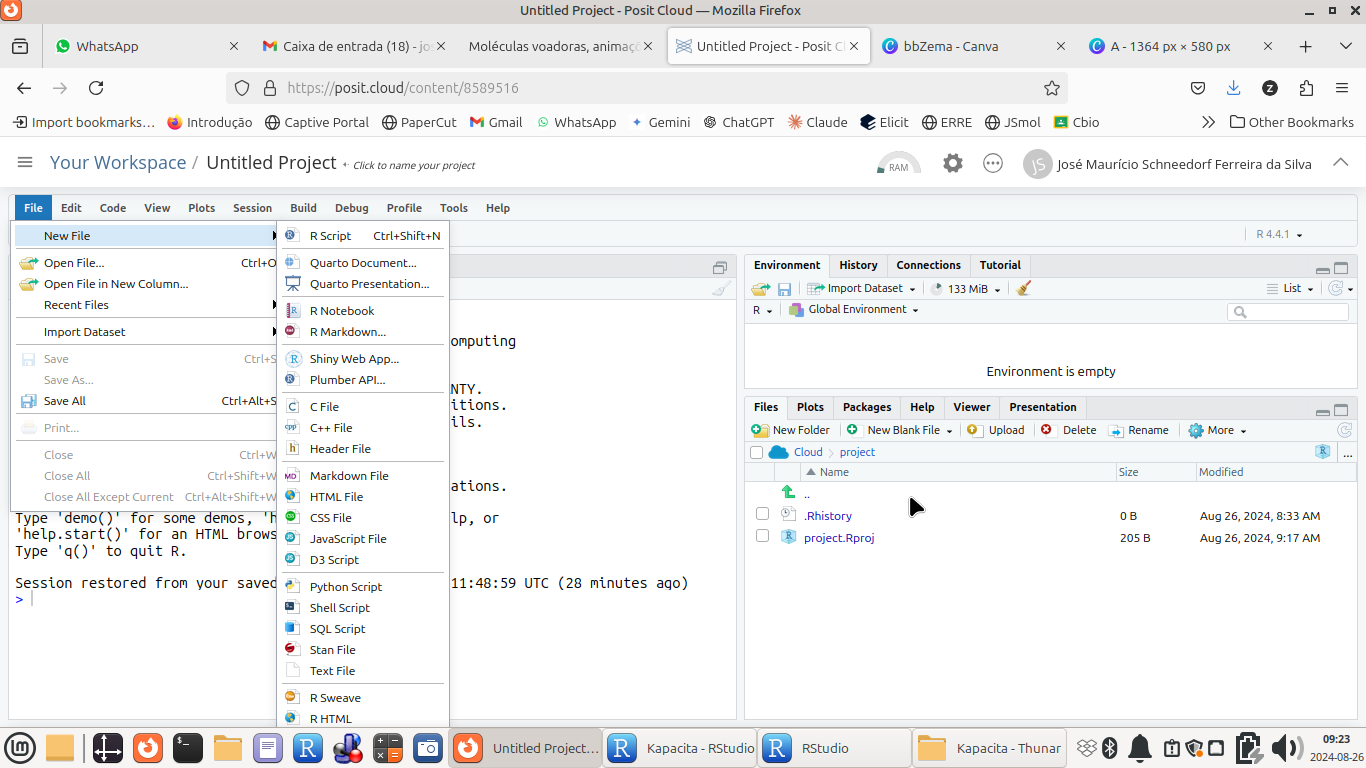 Untitled Project - Posit Cloud — Mozilla Firefox
WhatsApp
Caixa de entrada (18) - jo
Moléculas voadoras, animaç
Untitled Project - Posit Cl
bbZema - Canva
A - 1364 px × 580 px
https://posit.cloud/content/8589516
Import bookmarks…
Introdução
Captive Portal
PaperCut
Gmail
WhatsApp
Gemini
ChatGPT
Claude
Elicit
ERRE
JSmol
Cbio
Other Bookmarks
Your Workspace / Untitled Project
Click to name your project
RAM
JS
José Maurício Schneedorf Ferreira da Silva
File Edit Code View Plots Session Build Debug Profile Tools Help
R 4.4.1
New File
Open File... Ctrl+O
Open File in New Column...
Recent Files
Import Dataset
Save Ctrl+S
Save As...
Save All Ctrl+Alt+S
Print...
Close Ctrl+W
Close All Ctrl+Shift+W
Close All Except Current Ctrl+Alt+Shift+W
R Script Ctrl+Shift+N
Quarto Document...
Quarto Presentation...
R Notebook
R Markdown...
Shiny Web App...
Plumber API...
C File
C++ File
Header File
Markdown File
HTML File
CSS File
JavaScript File
D3 Script
Python Script
Shell Script
SQL Script
Stan File
Text File
R Sweave
R HTML
omputing
NTY.
itions.
ils.
ations.
Type 'demo()' for some demos, 'h lp, or
'help.start()' for an HTML brows
Type 'q()' to quit R.
Session restored from your saved 11:48:59 UTC (28 minutes ago)
>
Environment History Connections Tutorial
Import Dataset
133 MiB
List
R
Global Environment
Environment is empty
Files Plots Packages Help Viewer Presentation
New Folder
New Blank File
Upload
Delete
Rename
More
Cloud project
...
Name Size Modified
..
.Rhistory 0 B Aug 26, 2024, 8:33 AM
project.Rproj 205 B Aug 26, 2024, 9:17 AM
Untitled Project...
Kapacita - RStudio
RStudio
Kapacita - Thunar
09:23
2024-08-26